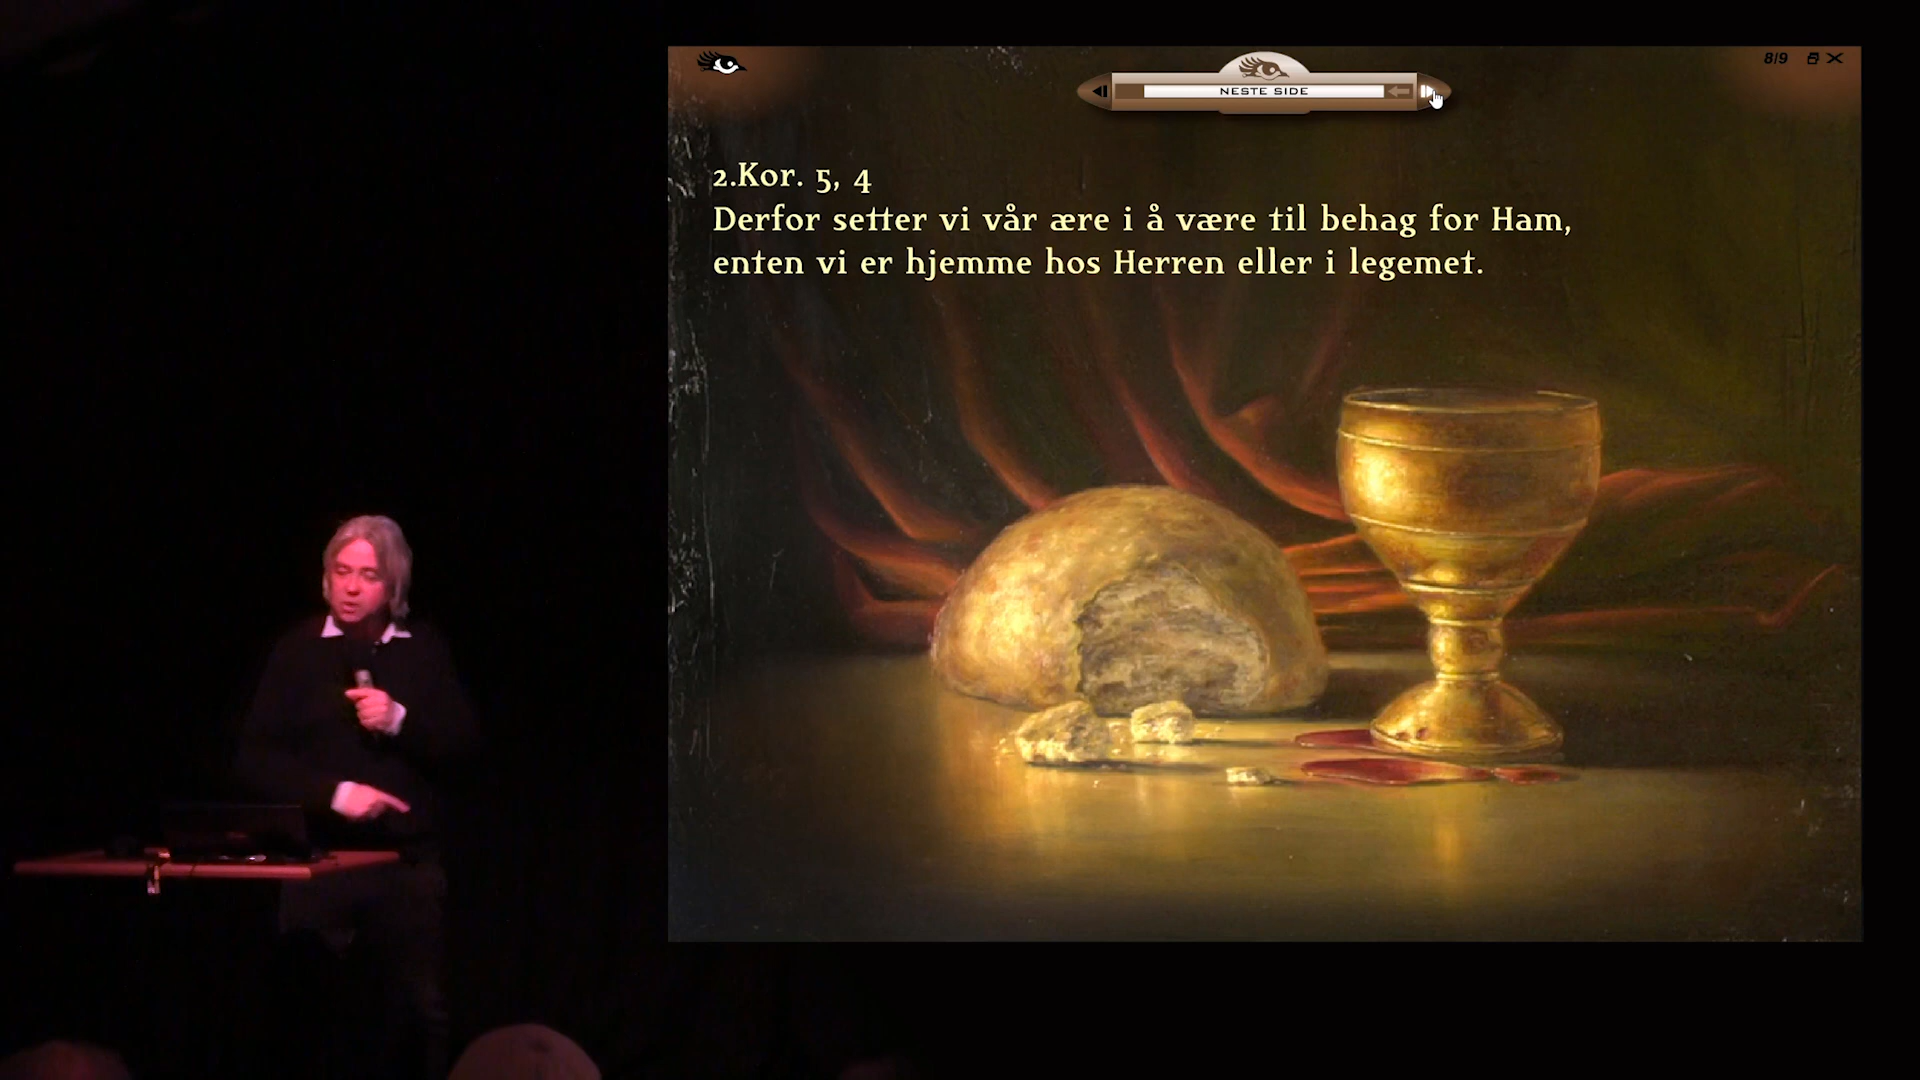 8/9
NESTE SIDE
2.Kor. 5, 4
Derfor setter vi vår ære i å være til behag for Ham,
enten vi er hjemme hos Herren eller i legemet.